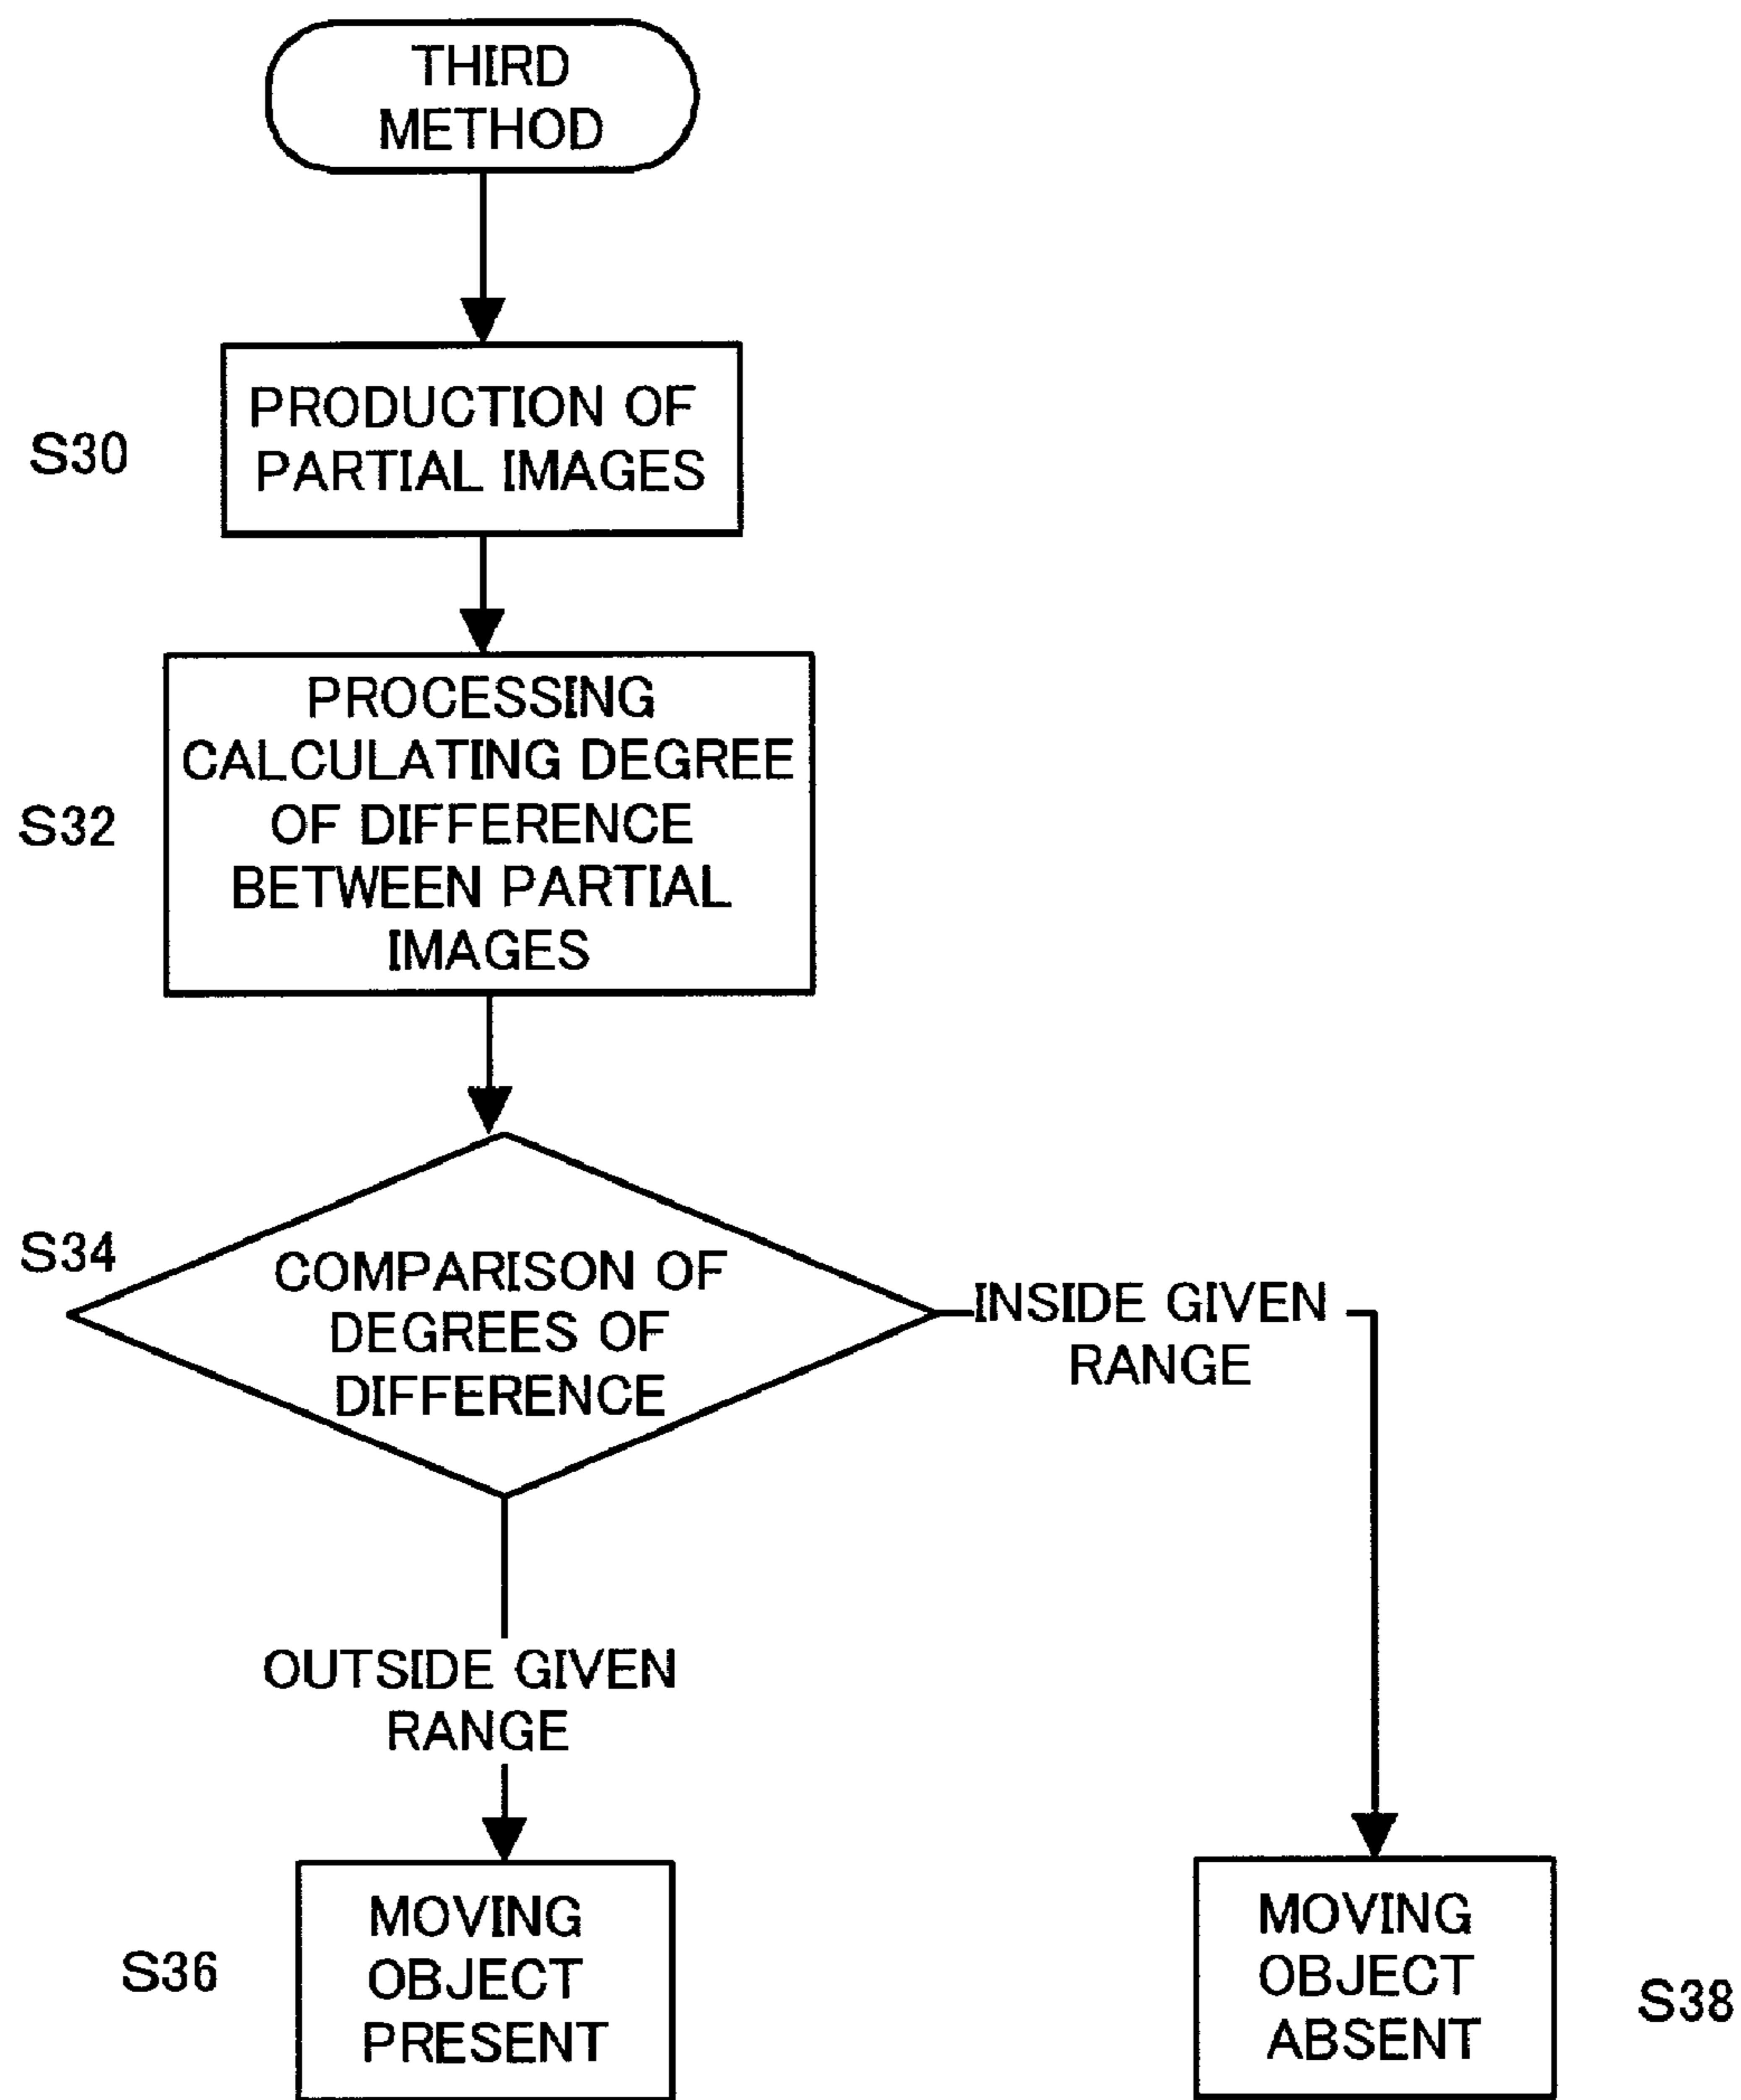 THIRD
METHOD
S30
PRODUCTION OF
PARTIAL IMAGES
S32
PROCESSING
CALCULATING DEGREE
OF DIFFERENCE
BETWEEN PARTIAL
IMAGES
S34
COMPARISON OF
DEGREES OF
DIFFERENCE
INSIDE GIVEN
RANGE
OUTSIDE GIVEN
RANGE
S36
MOVING
OBJECT
PRESENT
MOVING
OBJECT
ABSENT
S38